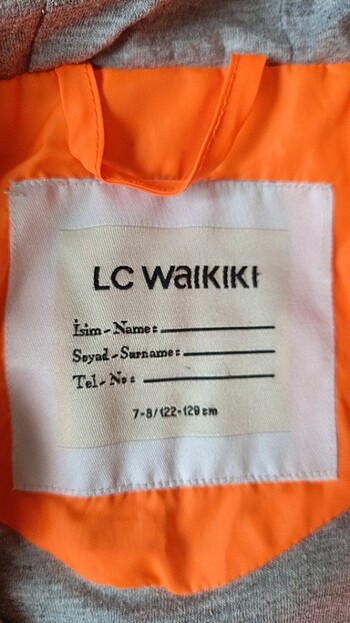 LC WAIKIKI
İsim - Name:
Soyad - Surname:
Tel - No:
7-8/122-128 cm